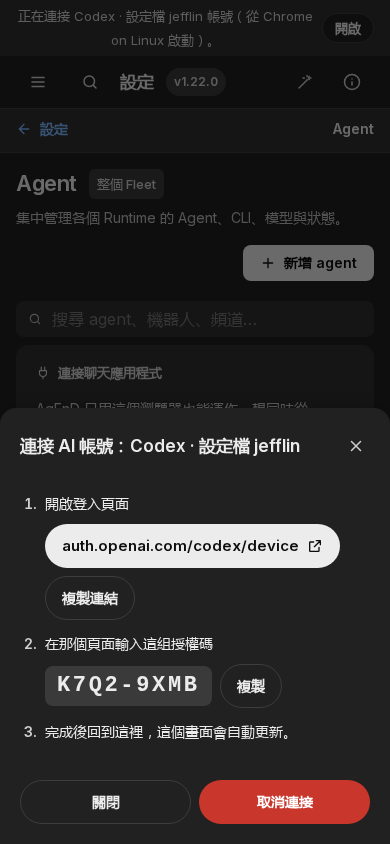 正在連接 Codex · 設定檔 jefflin 帳號（從 Chrome
on Linux 啟動）。
開啟
設定
v1.22.0
設定
Agent
Agent
整個 Fleet
集中管理各個 Runtime 的 Agent、CLI、模型與狀態。
新增 agent
搜尋 agent、機器人、頻道...
連接聊天應用程式
連接 AI 帳號：Codex · 設定檔 jefflin
1. 開啟登入頁面
auth.openai.com/codex/device
複製連結
2. 在那個頁面輸入這組授權碼
K7Q2-9XMB
複製
3. 完成後回到這裡，這個畫面會自動更新。
關閉
取消連接